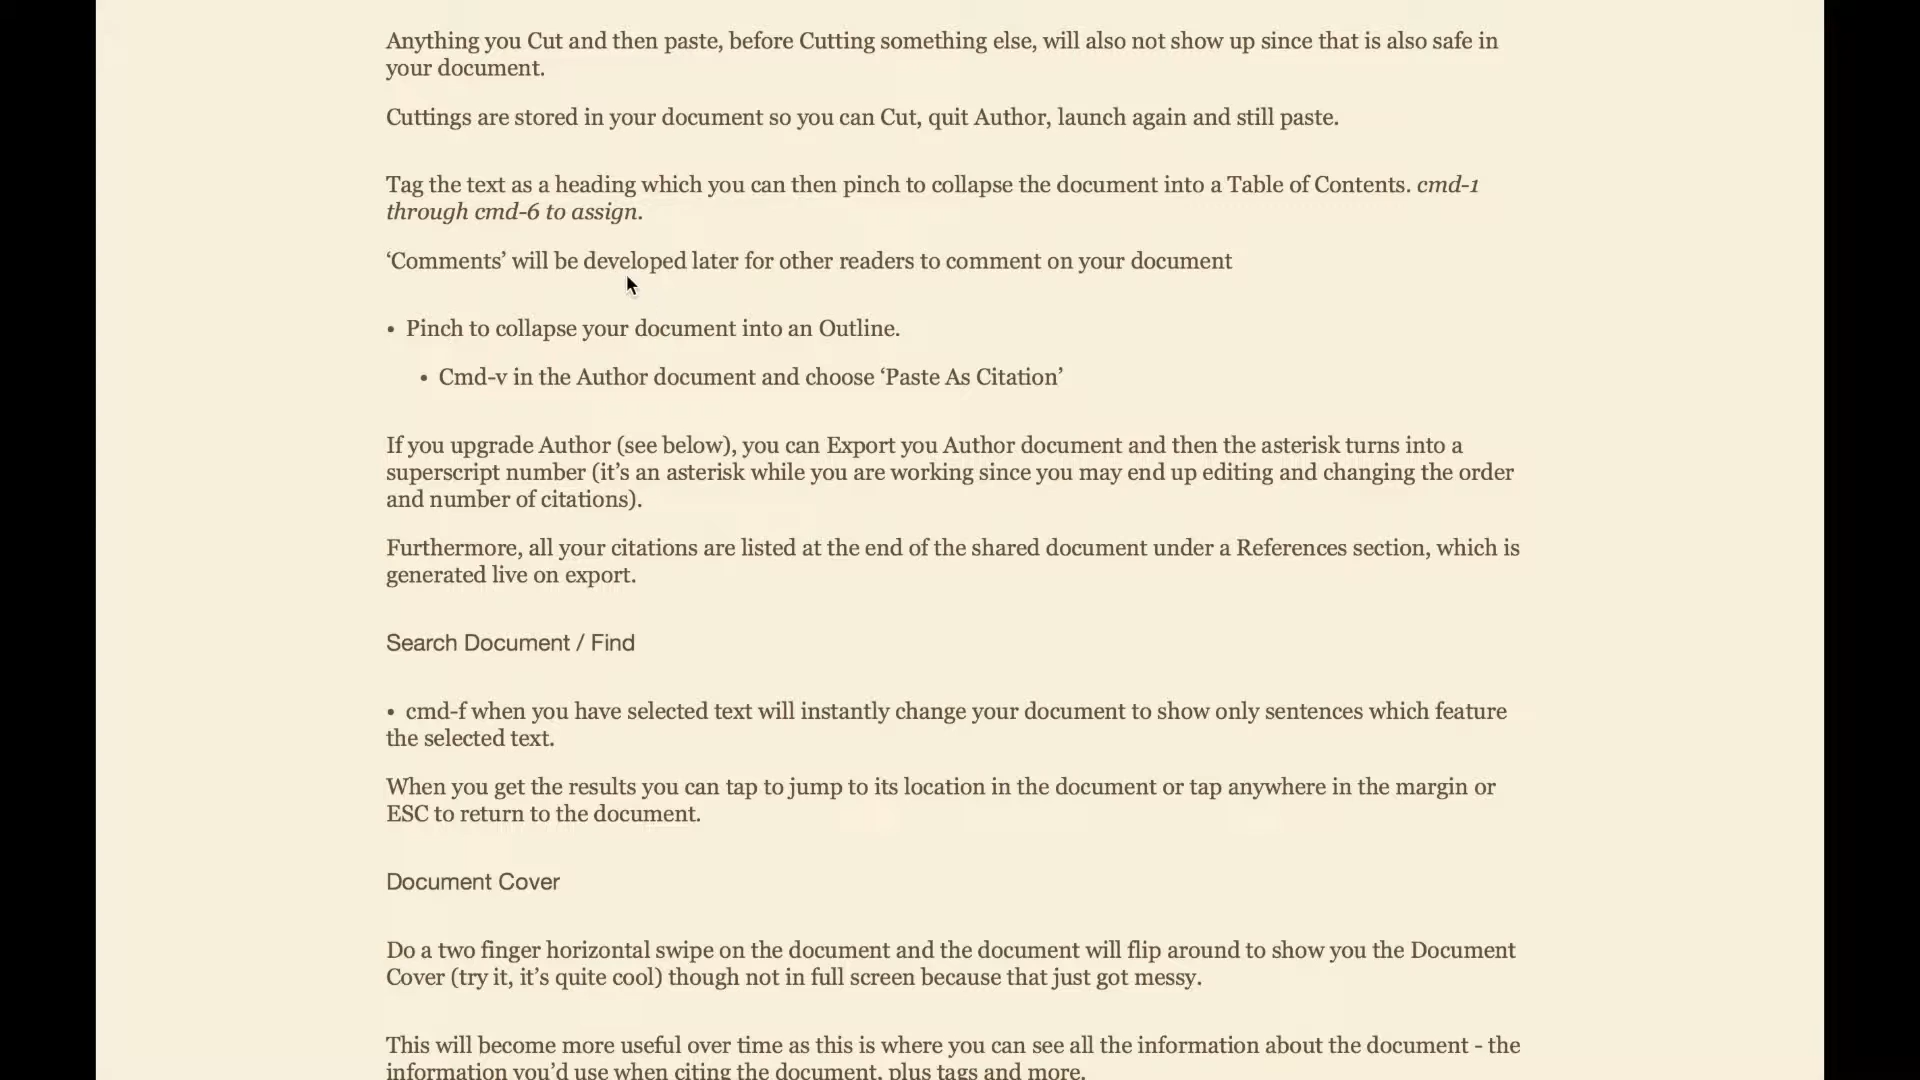 Anything you Cut and then paste, before Cutting something else, will also not show up since that is also safe in
your document.
Cuttings are stored in your document so you can Cut, quit Author, launch again and still paste.
Tag the text as a heading which you can then pinch to collapse the document into a Table of Contents. cmd-1
through cmd-6 to assign.
‘Comments’ will be developed later for other readers to comment on your document
• Pinch to collapse your document into an Outline.
• Cmd-v in the Author document and choose ‘Paste As Citation’
If you upgrade Author (see below), you can Export you Author document and then the asterisk turns into a
superscript number (it’s an asterisk while you are working since you may end up editing and changing the order
and number of citations).
Furthermore, all your citations are listed at the end of the shared document under a References section, which is
generated live on export.
Search Document / Find
• cmd-f when you have selected text will instantly change your document to show only sentences which feature
the selected text.
When you get the results you can tap to jump to its location in the document or tap anywhere in the margin or
ESC to return to the document.
Document Cover
Do a two finger horizontal swipe on the document and the document will flip around to show you the Document
Cover (try it, it’s quite cool) though not in full screen because that just got messy.
This will become more useful over time as this is where you can see all the information about the document - the
information you’d use when citing the document, plus tags and more.